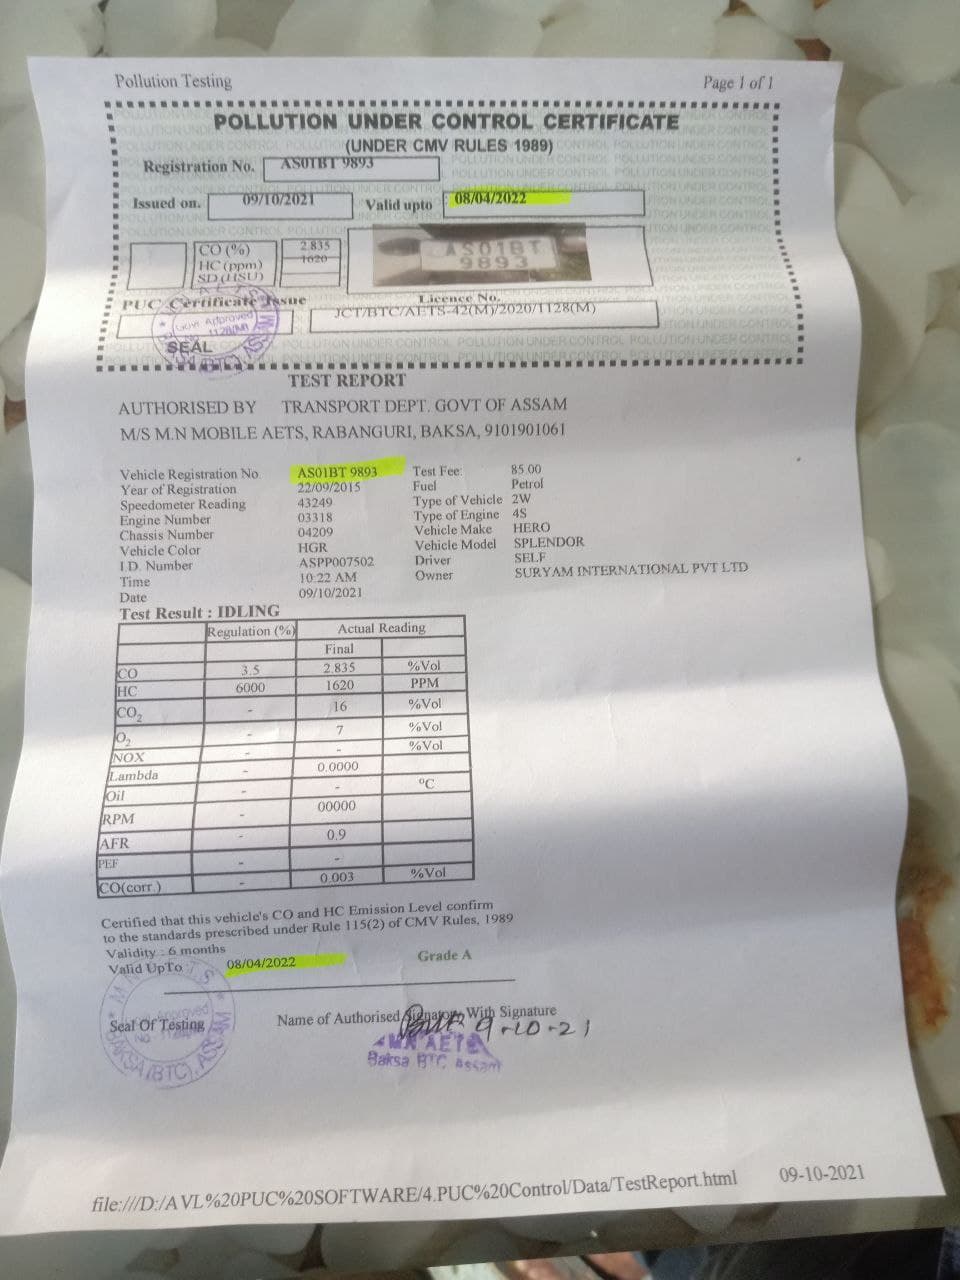 Pollution Testing Page 1 of 1
POLLUTION UNDER CONTROL CERTIFICATE
(UNDER CMV RULES 1989)
Registration No. AS01BT 9893
Issued on. 09/10/2021 Valid upto 08/04/2022
CO (%) 2.835
HC (ppm) 1620
SD (HSU)
AS01BT
9893
PUC Certificate Issue Licence No.
JCT/BTC/AETS-42(M)/2020/1128(M)
SEAL
TEST REPORT
AUTHORISED BY TRANSPORT DEPT. GOVT OF ASSAM
M/S M.N MOBILE AETS, RABANGURI, BAKSA, 9101901061
Vehicle Registration No AS01BT 9893 Test Fee: 85.00
Year of Registration 22/09/2015 Fuel Petrol
Speedometer Reading 43249 Type of Vehicle 2W
Engine Number 03318 Type of Engine 4S
Chassis Number 04209 Vehicle Make HERO
Vehicle Color HGR Vehicle Model SPLENDOR
I.D. Number ASPP007502 Driver SELF
Time 10:22 AM Owner SURYAM INTERNATIONAL PVT LTD
Date 09/10/2021
Test Result : IDLING
Regulation (%) Actual Reading
Final
CO 3.5 2.835 %Vol
HC 6000 1620 PPM
CO2 - 16 %Vol
O2 - 7 %Vol
NOX - - %Vol
Lambda - 0.0000
Oil - - °C
RPM - 00000
AFR - 0.9
PEF - -
CO(corr.) - 0.003 %Vol
Certified that this vehicle's CO and HC Emission Level confirm
to the standards prescribed under Rule 115(2) of CMV Rules, 1989
Validity : 6 months
Valid UpTo 08/04/2022 Grade A
Seal Of Testing Name of Authorised Signatory With Signature
9-10-21
MN AETS
Baksa BTC Assam
file:///D:/AVL%20PUC%20SOFTWARE/4.PUC%20Control/Data/TestReport.html 09-10-2021